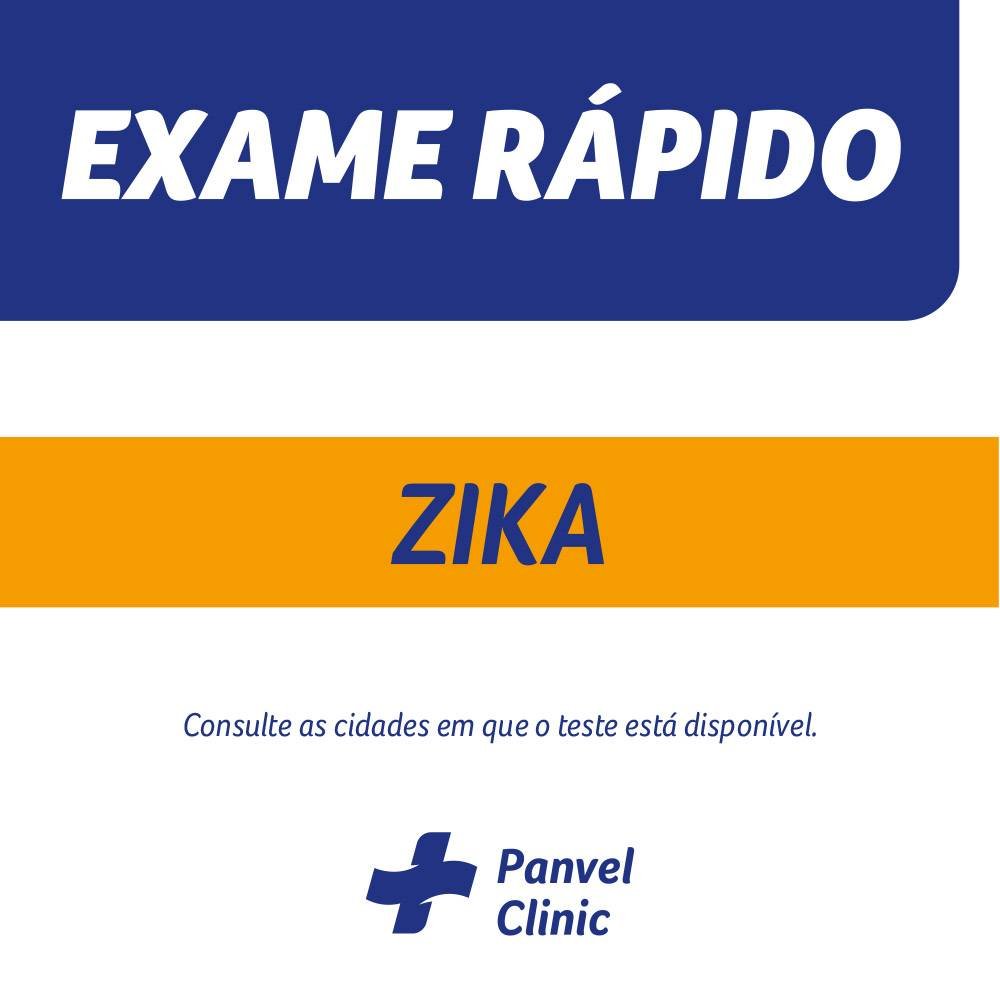 EXAME RÁPIDO
ZIKA
Consulte as cidades em que o teste está disponível.
Panvel
Clinic